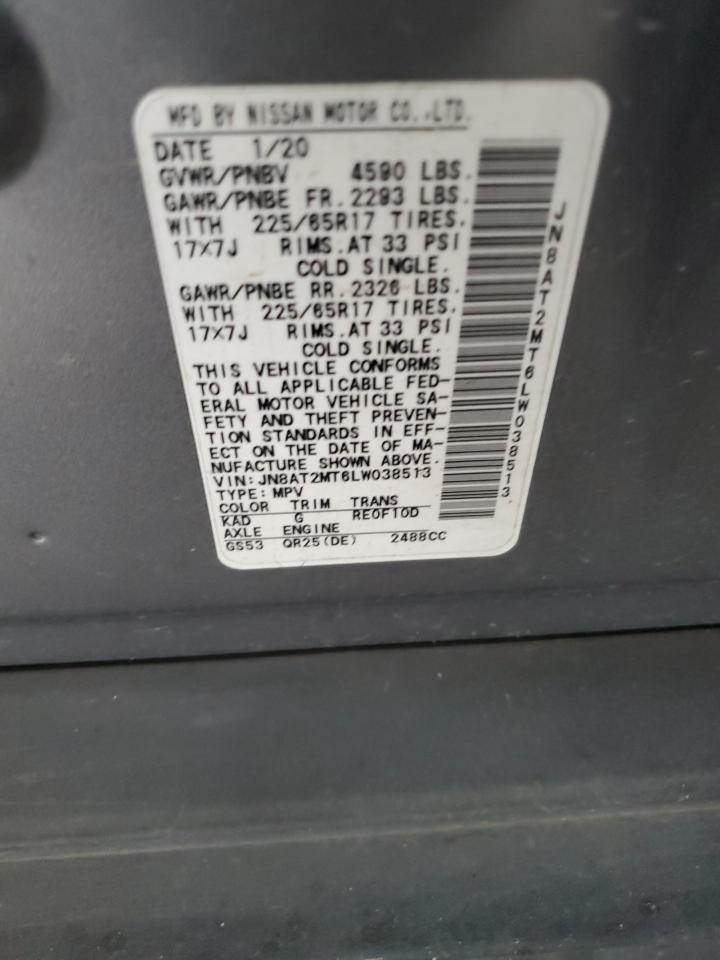 MFD BY NISSAN MOTOR CO.,LTD.
DATE 1/20
GVWR/PNBV 4590 LBS.
GAWR/PNBE FR. 2293 LBS.
WITH 225/65R17 TIRES.
17X7J RIMS.AT 33 PSI
COLD SINGLE.
GAWR/PNBE RR. 2326 LBS.
WITH 225/65R17 TIRES.
17X7J RIMS.AT 33 PSI
COLD SINGLE.
THIS VEHICLE CONFORMS
TO ALL APPLICABLE FED-
ERAL MOTOR VEHICLE SA-
FETY AND THEFT PREVEN-
TION STANDARDS IN EFF-
ECT ON THE DATE OF MA-
NUFACTURE SHOWN ABOVE.
VIN:JN8AT2MT6LW038513
TYPE:MPV
COLOR TRIM TRANS
KAD G RE0F10D
AXLE ENGINE
GS53 QR25(DE) 2488CC
JN8AT2MT6LW038513